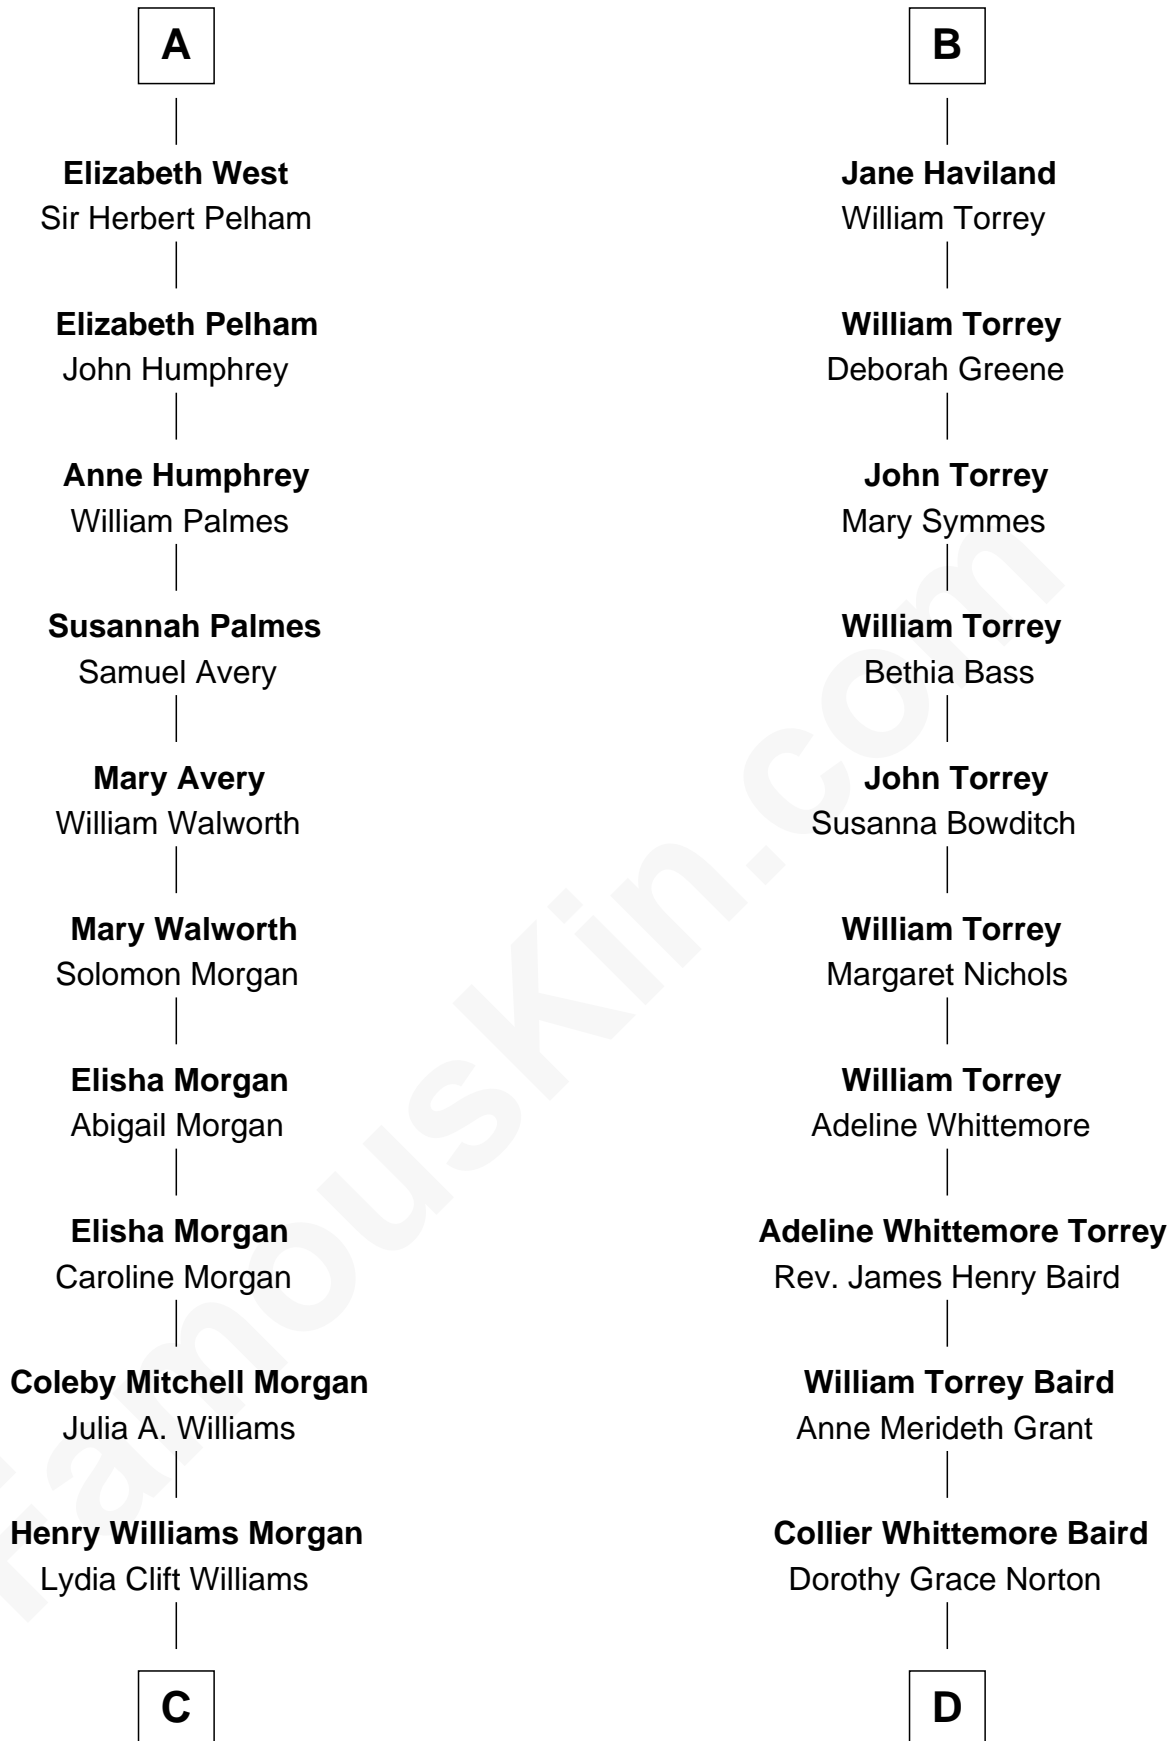 A
Elizabeth West
Sir Herbert Pelham
Elizabeth Pelham
John Humphrey
Anne Humphrey
William Palmes
Susannah Palmes
Samuel Avery
Mary Avery
William Walworth
Mary Walworth
Solomon Morgan
Elisha Morgan
Abigail Morgan
Elisha Morgan
Caroline Morgan
Coleby Mitchell Morgan
Julia A. Williams
Henry Williams Morgan
Lydia Clift Williams
C
B
Jane Haviland
William Torrey
William Torrey
Deborah Greene
John Torrey
Mary Symmes
William Torrey
Bethia Bass
John Torrey
Susanna Bowditch
William Torrey
Margaret Nichols
William Torrey
Adeline Whittemore
Adeline Whittemore Torrey
Rev. James Henry Baird
William Torrey Baird
Anne Merideth Grant
Collier Whittemore Baird
Dorothy Grace Norton
D
FamousKin.com